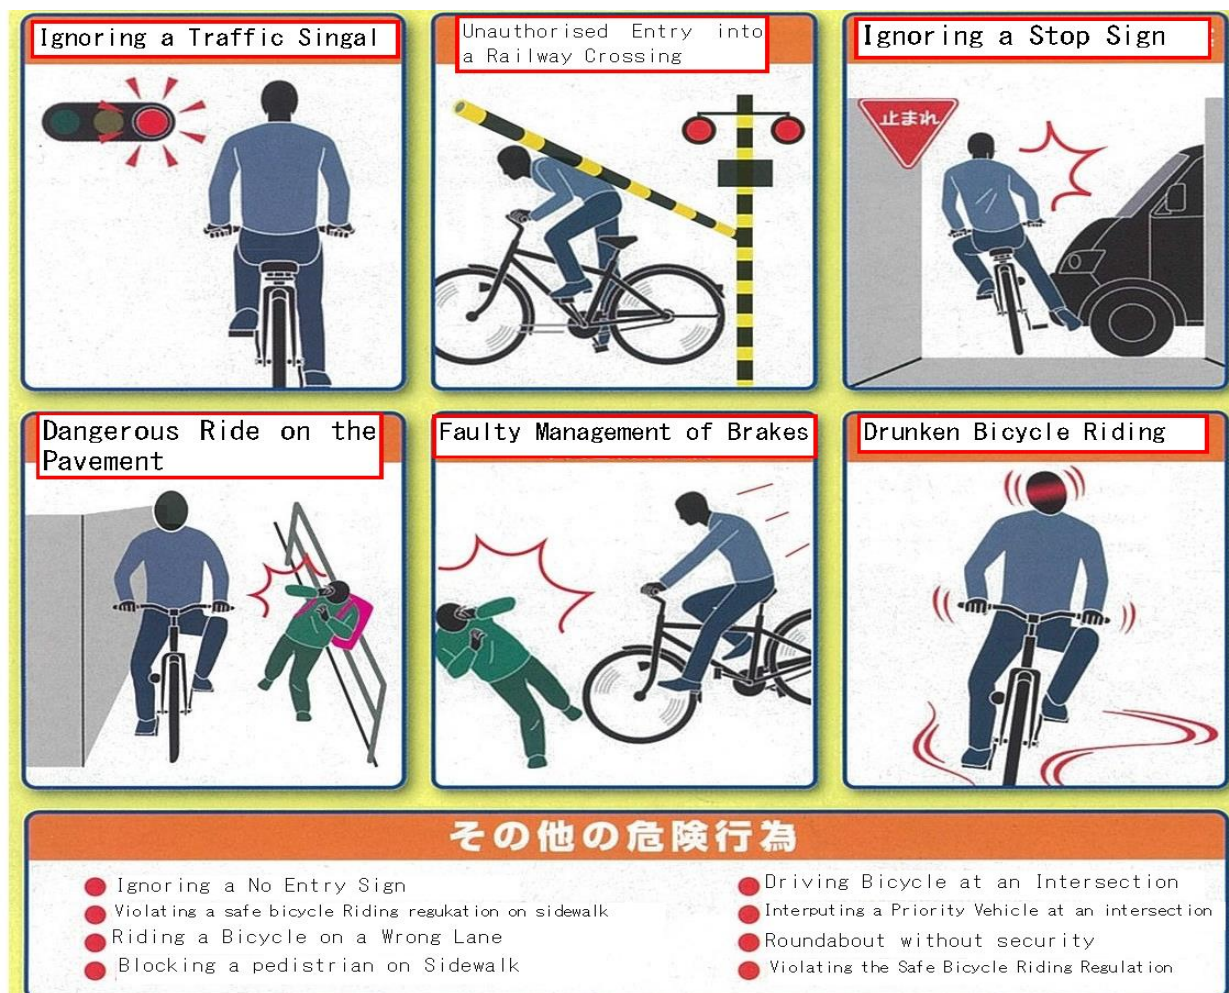 Ignoring a Traffic Singal
Unauthorised Entry into
a Railway Crossing
Ignoring a Stop Sign
止まれ
Dangerous Ride on the
Pavement
Faulty Management of Brakes
Drunken Bicycle Riding
その他の危険行為
Ignoring a No Entry Sign
Violating a safe bicycle Riding regukation on sidewalk
Riding a Bicycle on a Wrong Lane
Blocking a pedistrian on Sidewalk
Driving Bicycle at an Intersection
Interputing a Priority Vehicle at an intersection
Roundabout without security
Violating the Safe Bicycle Riding Regulation